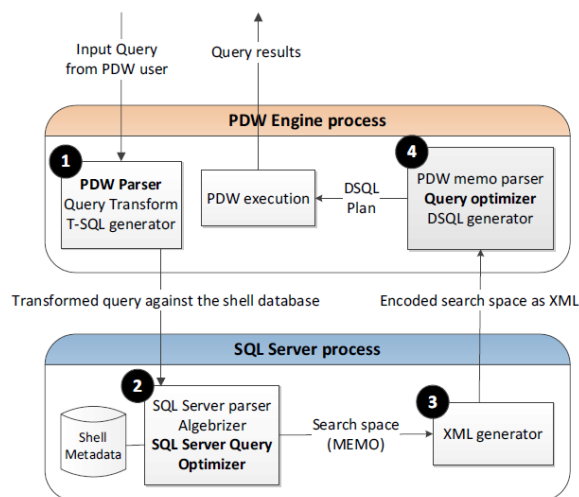 Input Query
from PDW user
Query results
PDW Engine process
1
PDW Parser
Query Transform
T-SQL generator
PDW execution
DSQL
Plan
4
PDW memo parser
Query optimizer
DSQL generator
Transformed query against the shell database
Encoded search space as XML
SQL Server process
2
SQL Server parser
Algebrizer
SQL Server Query
Optimizer
Shell
Metadata
Search space
(MEMO)
3
XML generator